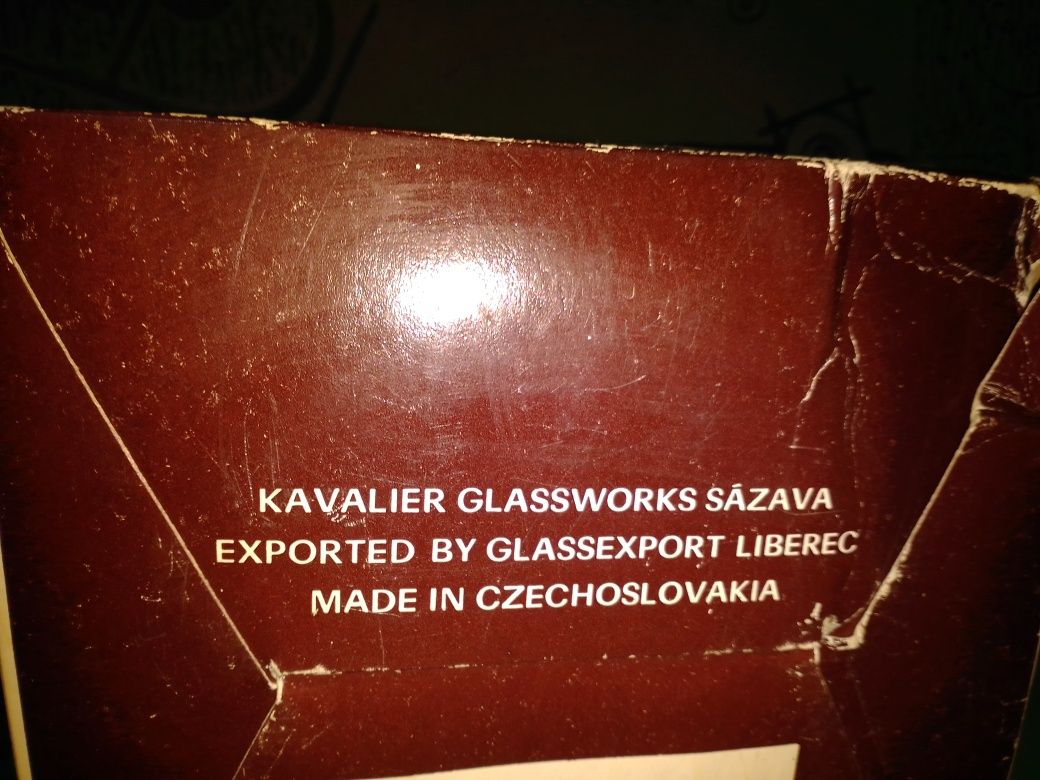 KAVALIER GLASSWORKS SÁZAVA
EXPORTED BY GLASSEXPORT LIBEREC
MADE IN CZECHOSLOVAKIA